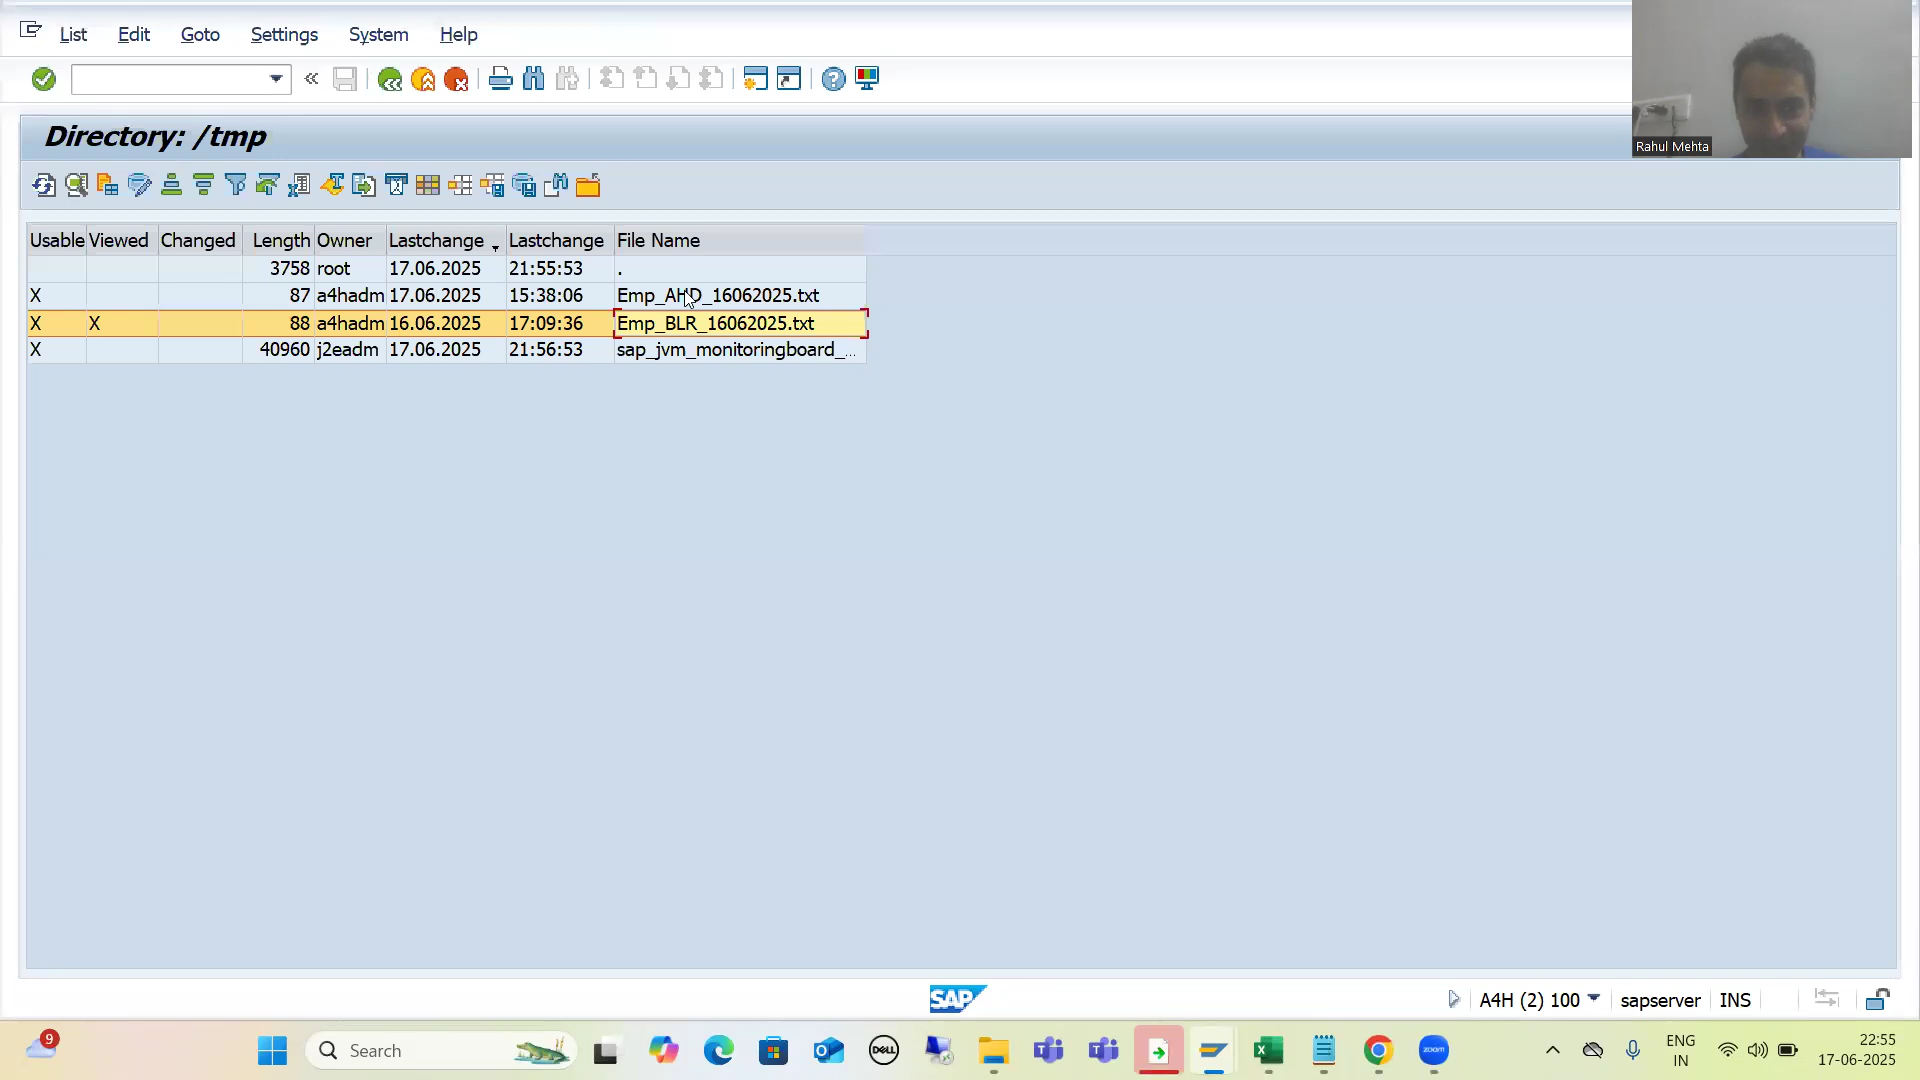 List Edit Goto Settings System Help
Rahul Mehta
Directory: /tmp
Usable Viewed Changed Length Owner Lastchange Lastchange File Name
3758 root 17.06.2025 21:55:53 .
X 87 a4hadm 17.06.2025 15:38:06 Emp_AHD_16062025.txt
X X 88 a4hadm 16.06.2025 17:09:36 Emp_BLR_16062025.txt
X 40960 j2eadm 17.06.2025 21:56:53 sap_jvm_monitoringboard_...
SAP A4H (2) 100 sapserver INS
9 Search DELL zoom ENG 22:55
IN 17-06-2025